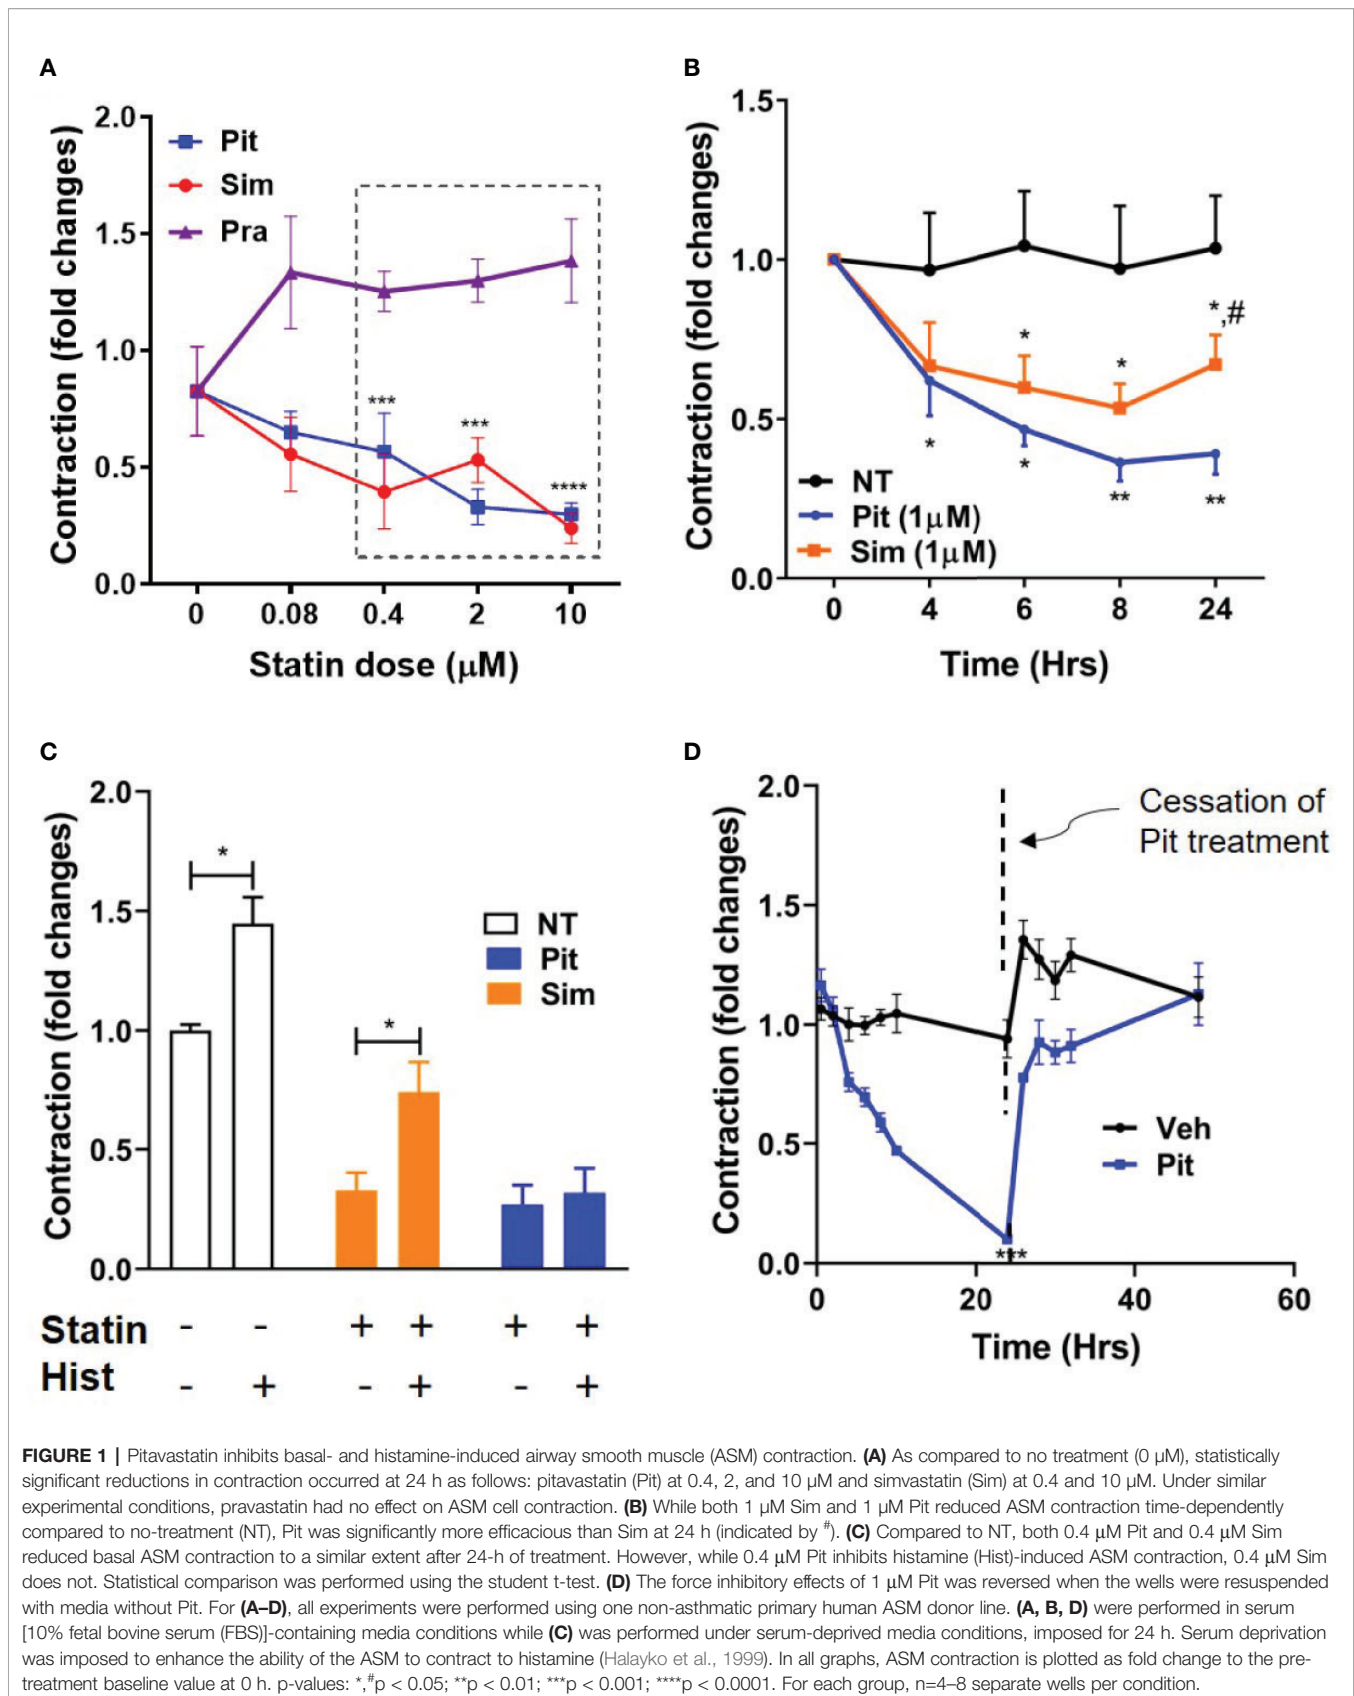 A
2.0
1.5
1.0
0.5
0.0
Contraction (fold changes)
Pit
Sim
Pra
***
***
****
0 0.08 0.4 2 10
Statin dose (μM)
B
1.5
1.0
0.5
0.0
Contraction (fold changes)
*
*
*,#
*
*
**
**
NT
Pit (1μM)
Sim (1μM)
0 4 6 8 24
Time (Hrs)
C
2.0
1.5
1.0
0.5
0.0
Contraction (fold changes)
*
*
NT
Pit
Sim
Statin - - + + + +
Hist - + - + - +
D
2.0
1.5
1.0
0.5
0.0
Contraction (fold changes)
Cessation of
Pit treatment
Veh
Pit
***
0 20 40 60
Time (Hrs)
FIGURE 1 | Pitavastatin inhibits basal- and histamine-induced airway smooth muscle (ASM) contraction. (A) As compared to no treatment (0 μM), statistically
significant reductions in contraction occurred at 24 h as follows: pitavastatin (Pit) at 0.4, 2, and 10 μM and simvastatin (Sim) at 0.4 and 10 μM. Under similar
experimental conditions, pravastatin had no effect on ASM cell contraction. (B) While both 1 μM Sim and 1 μM Pit reduced ASM contraction time-dependently
compared to no-treatment (NT), Pit was significantly more efficacious than Sim at 24 h (indicated by #). (C) Compared to NT, both 0.4 μM Pit and 0.4 μM Sim
reduced basal ASM contraction to a similar extent after 24-h of treatment. However, while 0.4 μM Pit inhibits histamine (Hist)-induced ASM contraction, 0.4 μM Sim
does not. Statistical comparison was performed using the student t-test. (D) The force inhibitory effects of 1 μM Pit was reversed when the wells were resuspended
with media without Pit. For (A–D), all experiments were performed using one non-asthmatic primary human ASM donor line. (A, B, D) were performed in serum
[10% fetal bovine serum (FBS)]-containing media conditions while (C) was performed under serum-deprived media conditions, imposed for 24 h. Serum deprivation
was imposed to enhance the ability of the ASM to contract to histamine (Halayko et al., 1999). In all graphs, ASM contraction is plotted as fold change to the pre-
treatment baseline value at 0 h. p-values: *,#p < 0.05; **p < 0.01; ***p < 0.001; ****p < 0.0001. For each group, n=4–8 separate wells per condition.